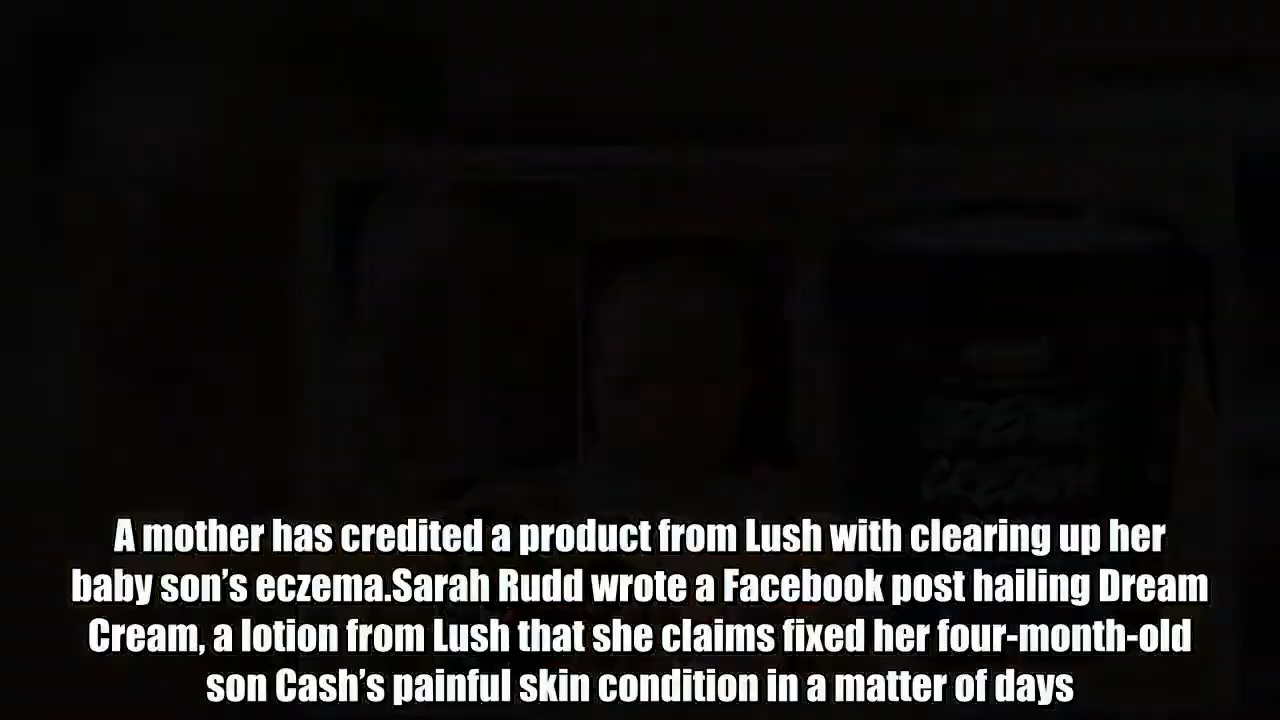 DREAM
CREAM
A mother has credited a product from Lush with clearing up her
baby son’s eczema.Sarah Rudd wrote a Facebook post hailing Dream
Cream, a lotion from Lush that she claims fixed her four-month-old
son Cash’s painful skin condition in a matter of days